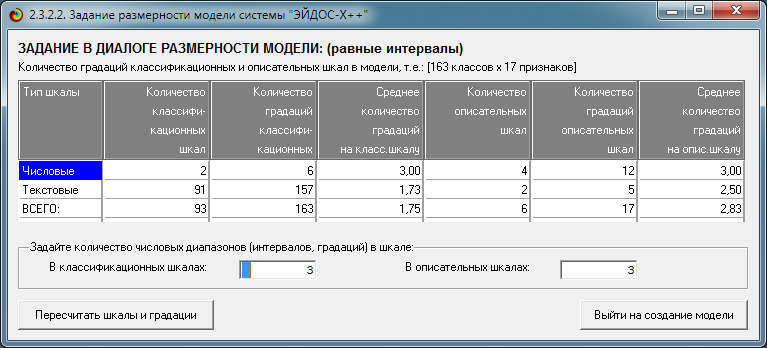 2.3.2.2. Задание размерности модели системы "ЭЙДОС-X++"
ЗАДАНИЕ В ДИАЛОГЕ РАЗМЕРНОСТИ МОДЕЛИ: (равные интервалы)
Количество градаций классификационных и описательных шкал в модели, т.е.: [163 классов x 17 признаков]
Тип шкалы Количество классифи- кационных шкал Количество градаций классифи- кационных Среднее количество градаций на класс.шкалу Количество описательных шкал Количество градаций описательных шкал Среднее количество градаций на опис.шкалу
Числовые 2 6 3,00 4 12 3,00
Текстовые 91 157 1,73 2 5 2,50
ВСЕГО: 93 163 1,75 6 17 2,83
Задайте количество числовых диапазонов (интервалов, градаций) в шкале:
В классификационных шкалах: 3 В описательных шкалах: 3
Пересчитать шкалы и градации Выйти на создание модели